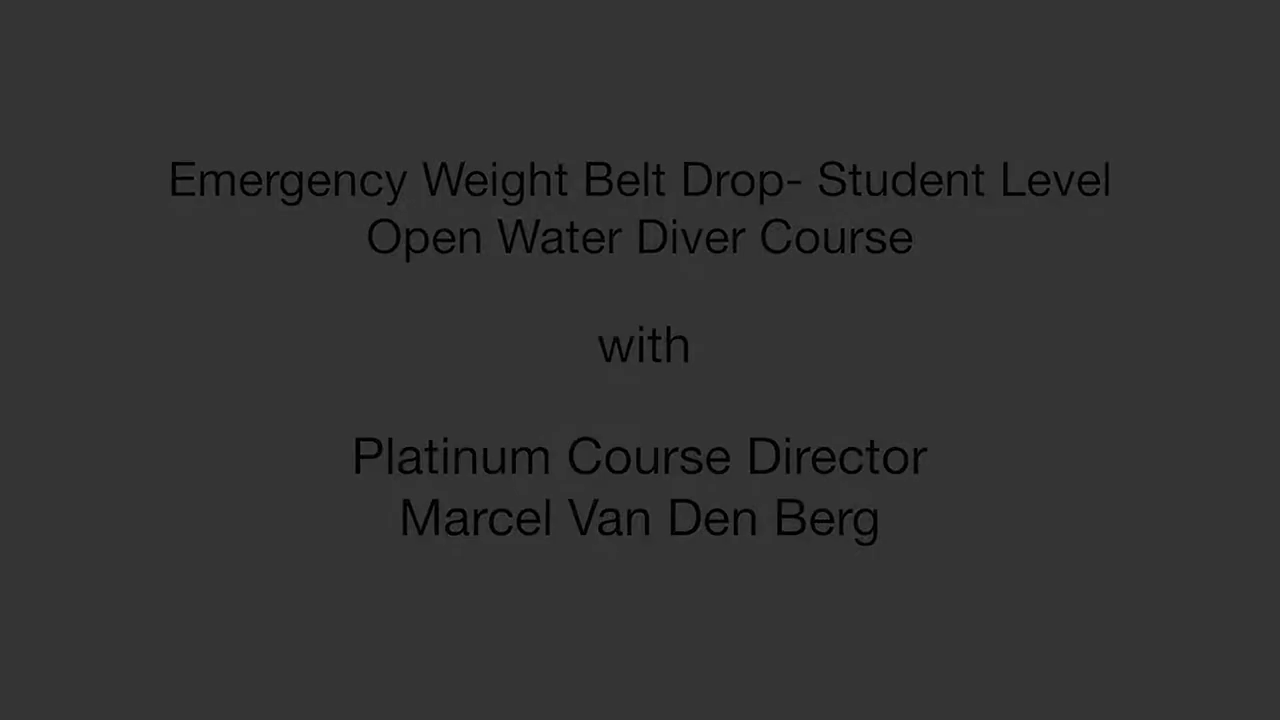 Emergency Weight Belt Drop- Student Level
Open Water Diver Course
with
Platinum Course Director
Marcel Van Den Berg